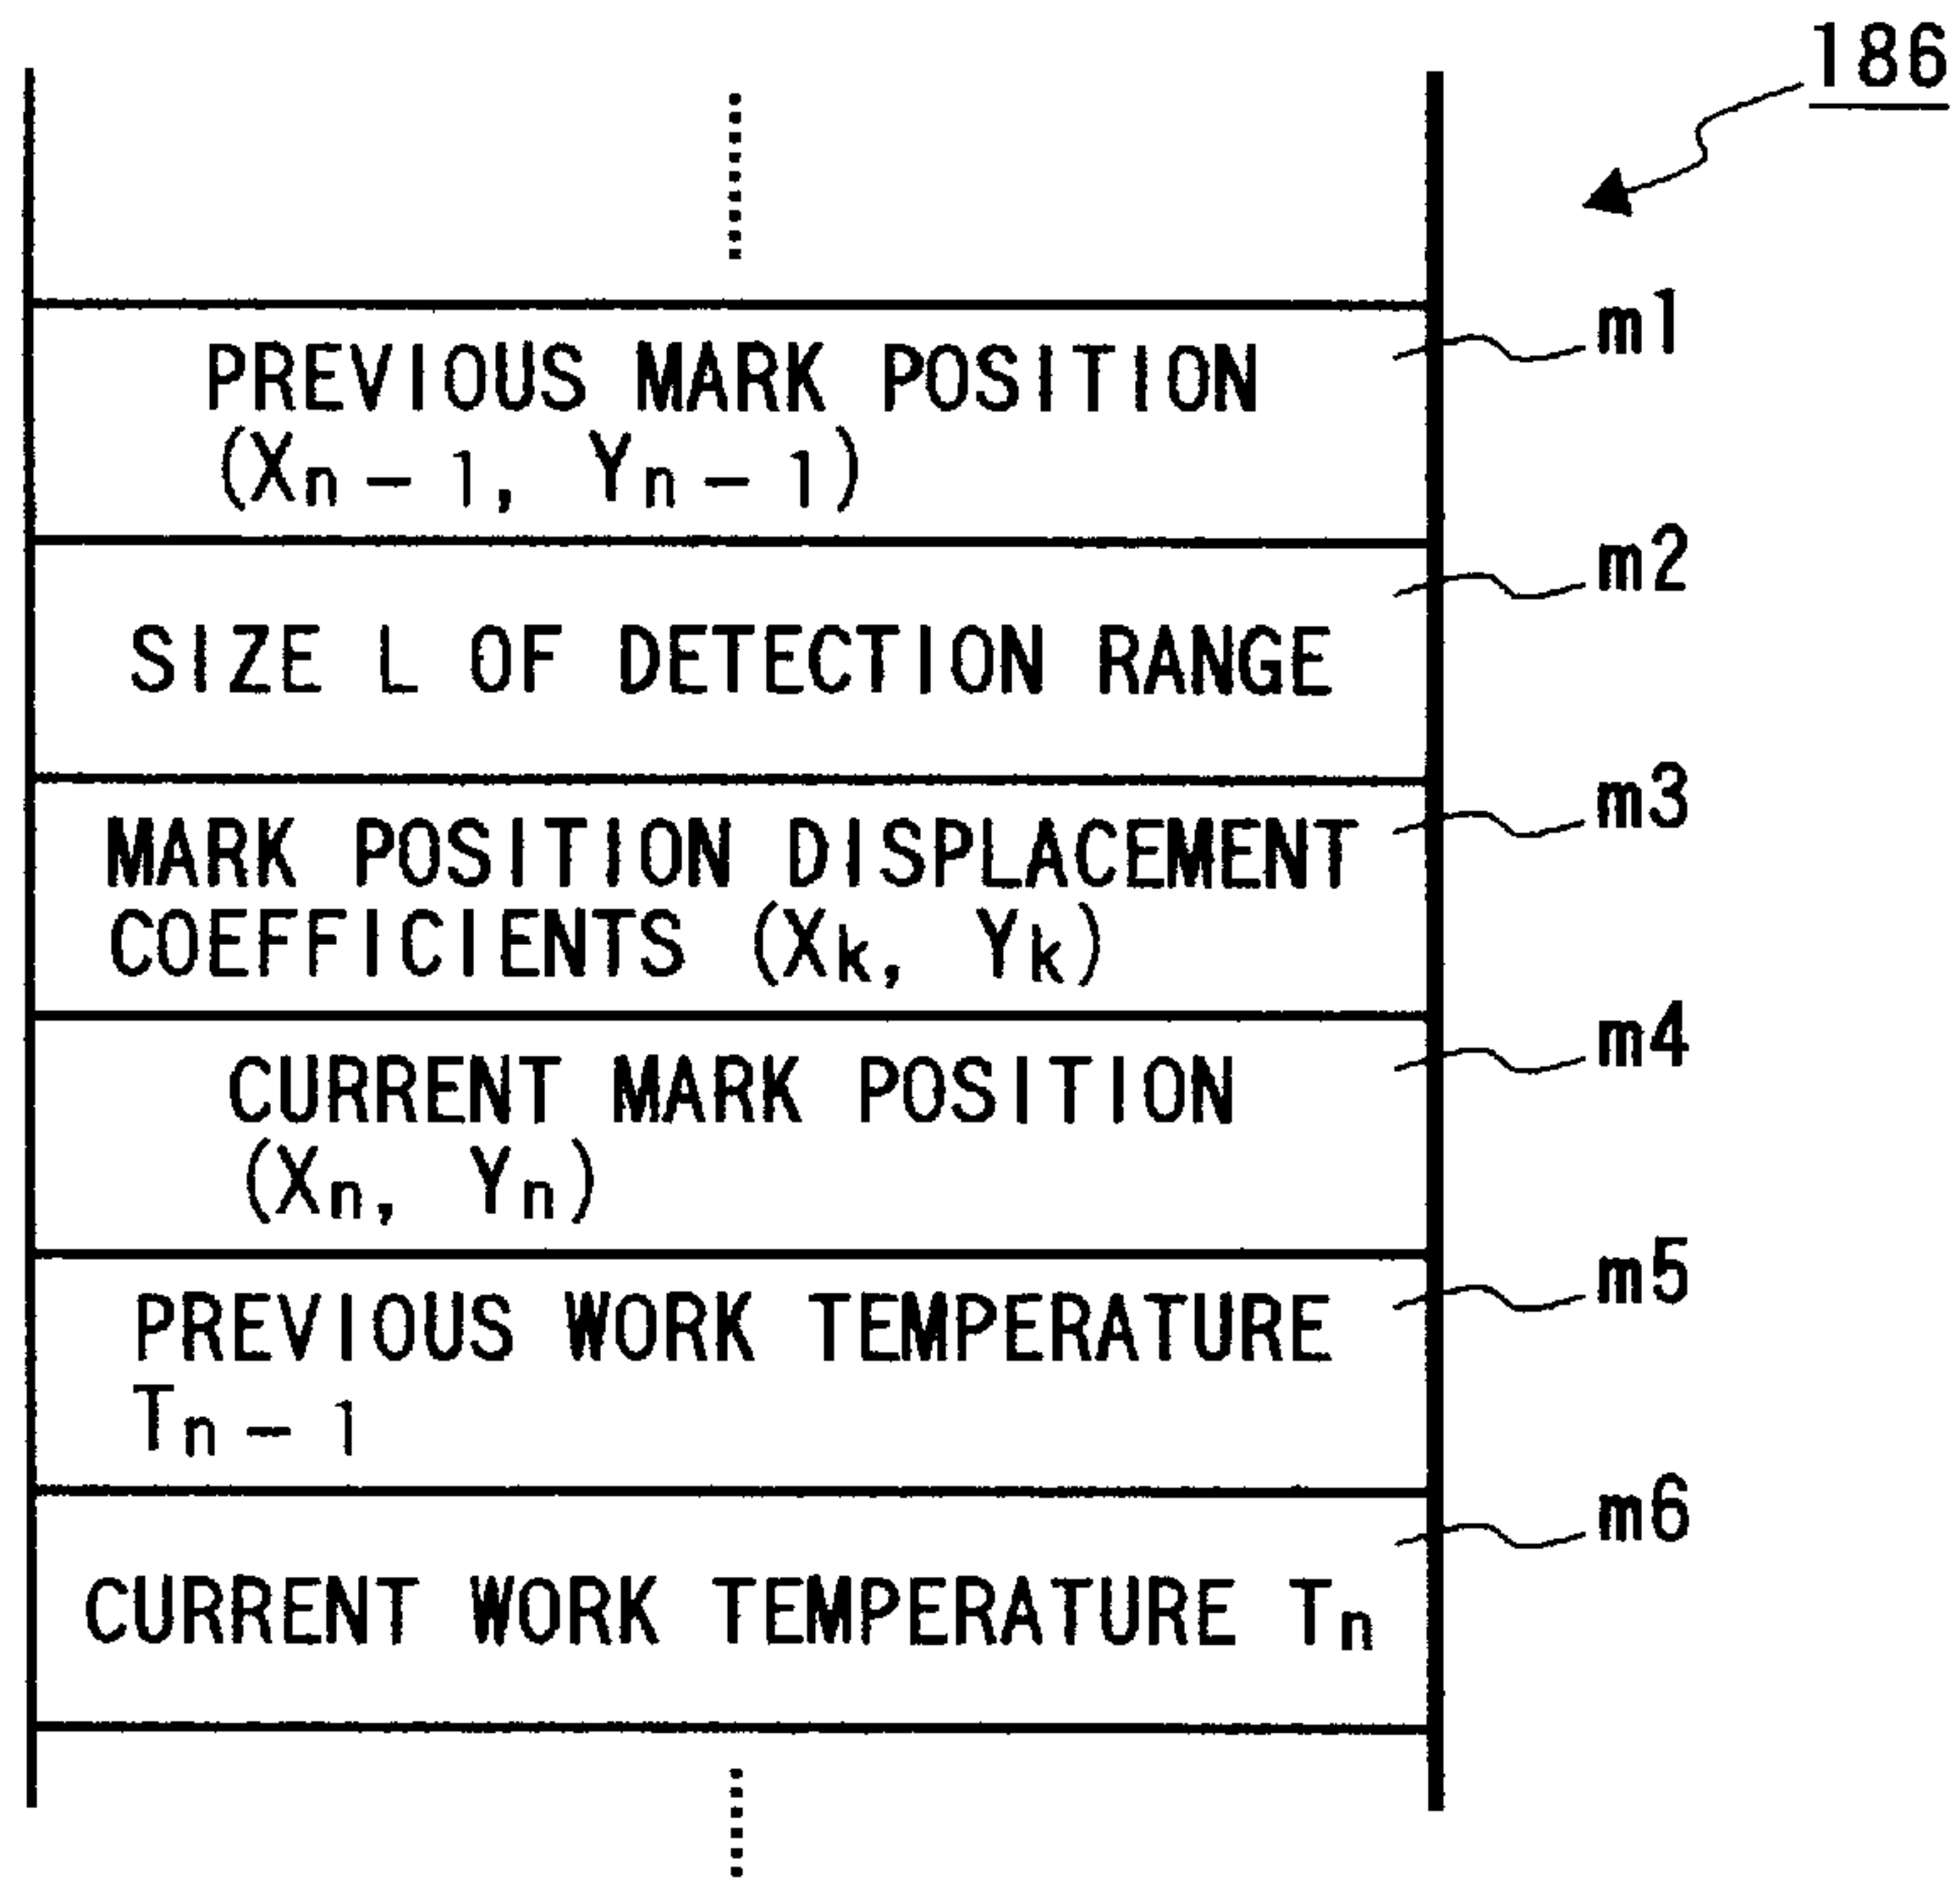 186
m1
PREVIOUS MARK POSITION
(Xn-1, Yn-1)
m2
SIZE L OF DETECTION RANGE
m3
MARK POSITION DISPLACEMENT
COEFFICIENTS (Xk, Yk)
m4
CURRENT MARK POSITION
(Xn, Yn)
m5
PREVIOUS WORK TEMPERATURE
Tn-1
m6
CURRENT WORK TEMPERATURE Tn